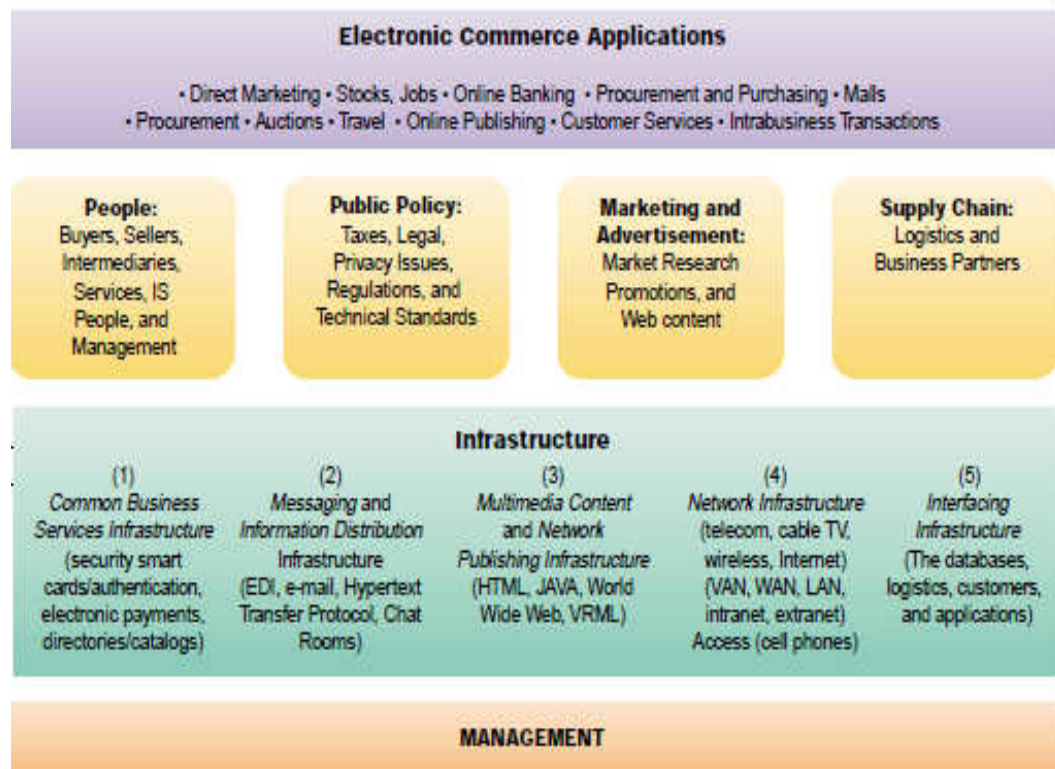 Electronic Commerce Applications
• Direct Marketing • Stocks, Jobs • Online Banking • Procurement and Purchasing • Malls
• Procurement • Auctions • Travel • Online Publishing • Customer Services • Intrabusiness Transactions
People:
Buyers, Sellers,
Intermediaries,
Services, IS
People, and
Management
Public Policy:
Taxes, Legal,
Privacy Issues,
Regulations, and
Technical Standards
Marketing and
Advertisement:
Market Research
Promotions, and
Web content
Supply Chain:
Logistics and
Business Partners
Infrastructure
(1)
Common Business
Services Infrastructure
(security smart
cards/authentication,
electronic payments,
directories/catalogs)
(2)
Messaging and
Information Distribution
Infrastructure
(EDI, e-mail, Hypertext
Transfer Protocol, Chat
Rooms)
(3)
Multimedia Content
and Network
Publishing Infrastructure
(HTML, JAVA, World
Wide Web, VRML)
(4)
Network Infrastructure
(telecom, cable TV,
wireless, Internet)
(VAN, WAN, LAN,
intranet, extranet)
Access (cell phones)
(5)
Interfacing
Infrastructure
(The databases,
logistics, customers,
and applications)
MANAGEMENT